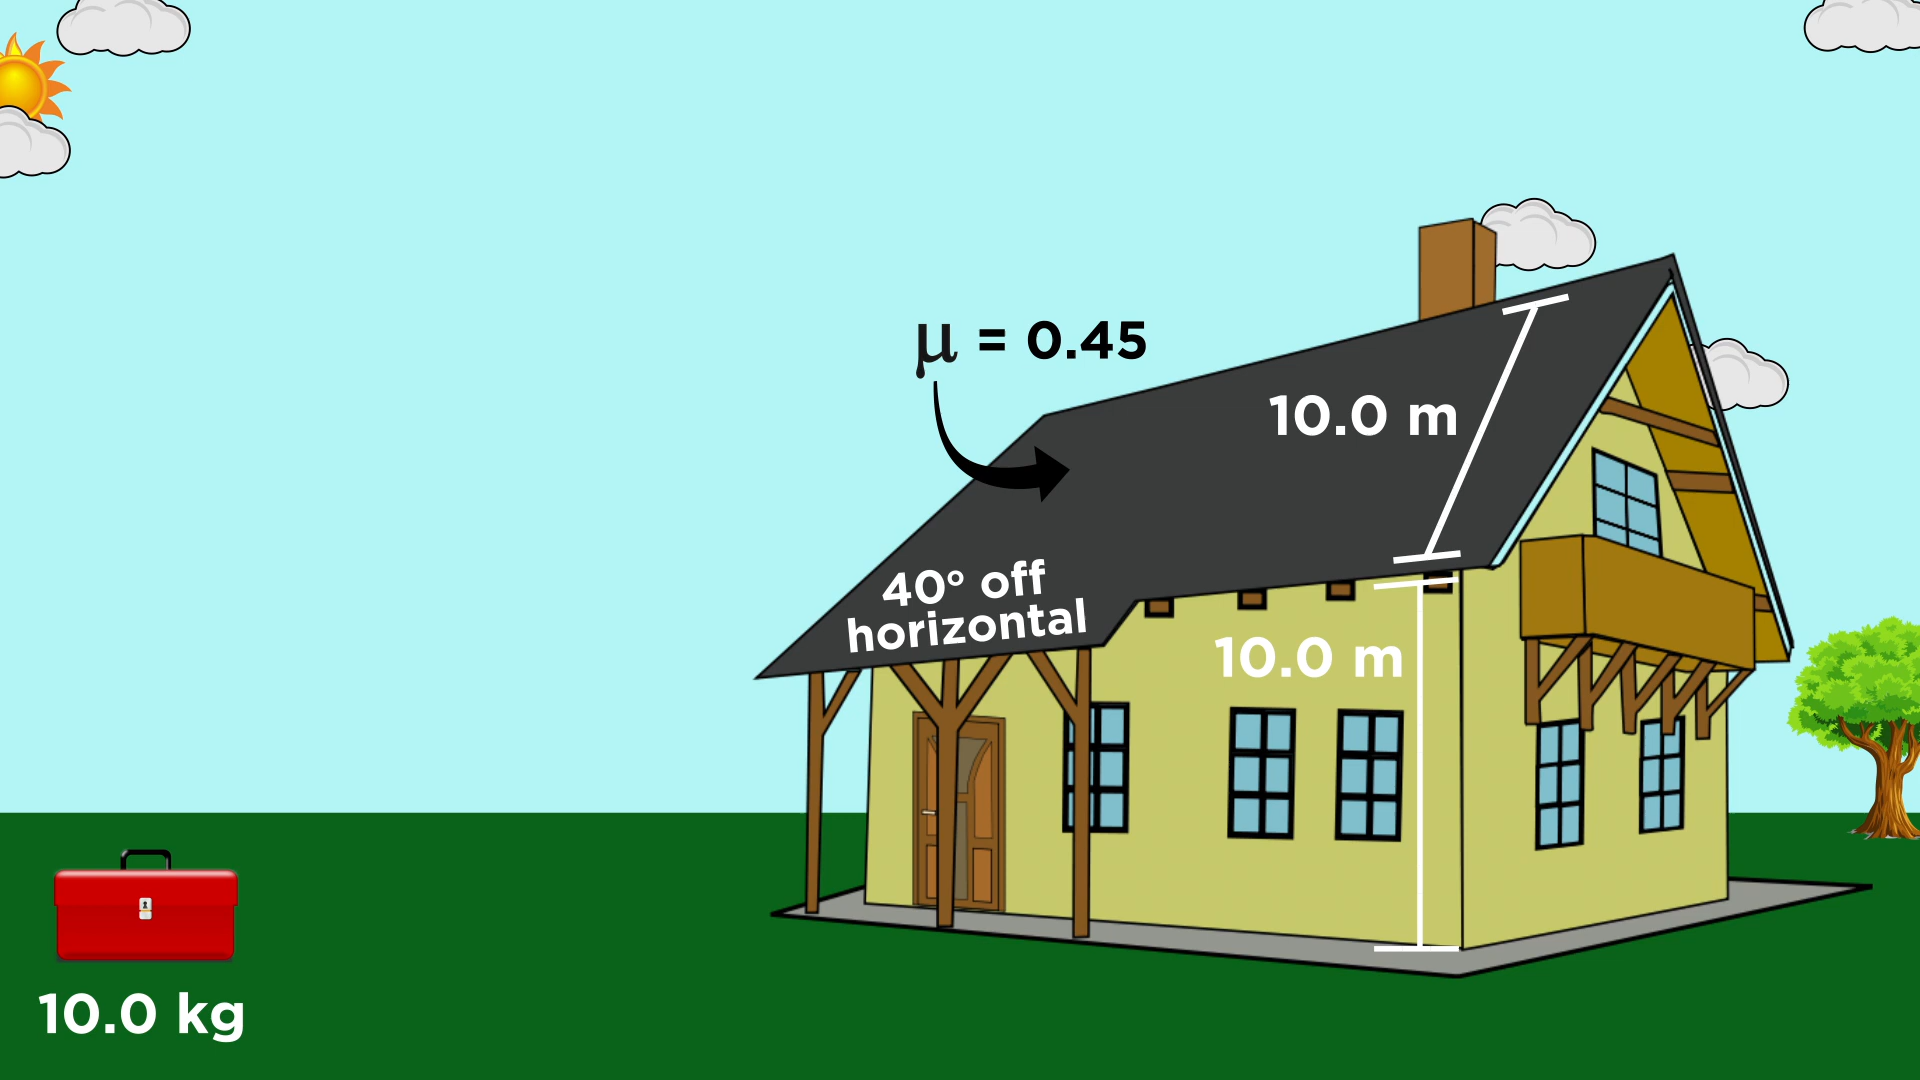 μ = 0.45
10.0 m
40° off
horizontal
10.0 m
10.0 kg